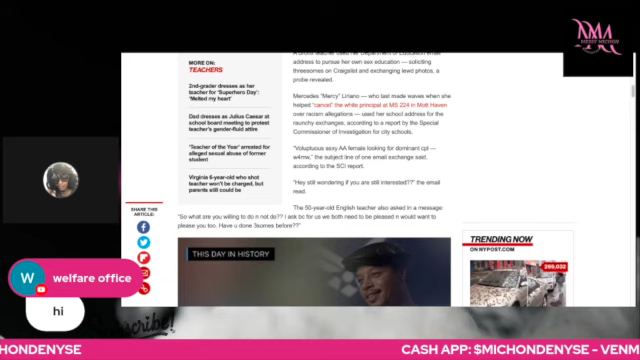 MORE ON:
TEACHERS
2nd-grader dresses as her
teacher for 'Superhero Day':
'Melted my heart'
Dad dresses as Julius Caesar at
school board meeting to protest
teacher's gender-fluid attire
'Teacher of the Year' arrested for
alleged sexual abuse of former
student
Virginia 6-year-old who shot
teacher won't be charged, but
parents still could be
A Bronx teacher used her Department of Education email
address to pursue her own sex education — soliciting
threesomes on Craigslist and exchanging lewd photos, a
probe revealed.
Mercedes "Mercy" Liriano — who last made waves when she
helped "cancel" the white principal at MS 224 in Mott Haven
over racism allegations — used her school address for the
raunchy exchanges, according to a report by the Special
Commissioner of Investigation for city schools.
"Voluptuous sexy AA female looking for dominant cpl —
w4mw," the subject line of one email exchange said,
according to the SCI report.
"Hey still wondering if you are still interested??" the email
read.
The 50-year-old English teacher also asked in a message:
"So what are you willing to do n not do?? I ask bc for us we both need to be pleased n would want to
please you too. Have u done 3somes before??"
SHARE THIS
ARTICLE:
THIS DAY IN HISTORY
TRENDING NOW
ON NYPOST.COM
W
welfare office
hi
HONDENYSE
CASH APP: $MICHONDENYSE - VENM